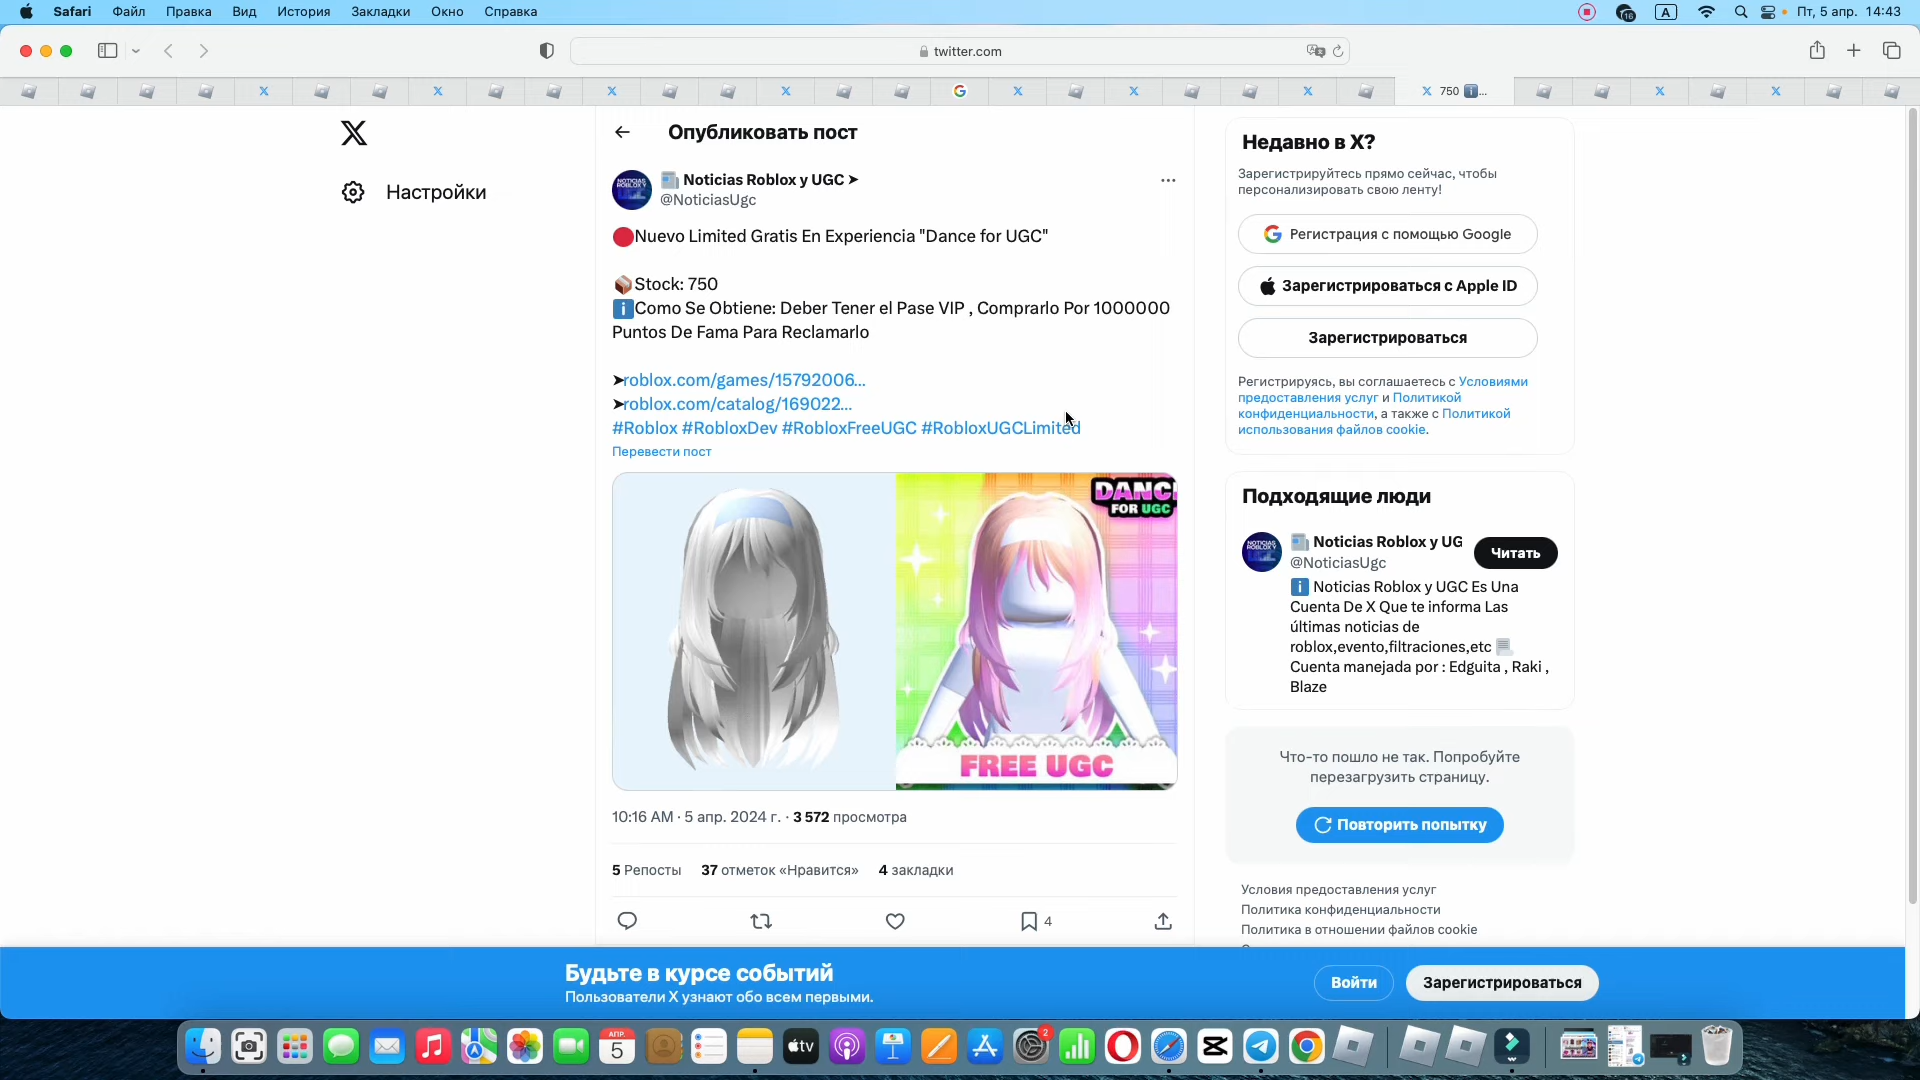 Safari Файл Правка Вид История Закладки Окно Справка
16 A Пт, 5 апр. 14:43
twitter.com
750 ...
Опубликовать пост
Настройки
Noticias Roblox y UGC ➤
@NoticiasUgc
Nuevo Limited Gratis En Experiencia "Dance for UGC"
Stock: 750
Como Se Obtiene: Deber Tener el Pase VIP , Comprarlo Por 1000000
Puntos De Fama Para Reclamarlo
➤roblox.com/games/15792006...
➤roblox.com/catalog/169022...
#Roblox #RobloxDev #RobloxFreeUGC #RobloxUGCLimited
Перевести пост
DANC
FOR UGC
FREE UGC
10:16 AM · 5 апр. 2024 г. · 3 572 просмотра
5 Репосты 37 отметок «Нравится» 4 закладки
4
Недавно в X?
Зарегистрируйтесь прямо сейчас, чтобы
персонализировать свою ленту!
Регистрация с помощью Google
Зарегистрироваться с Apple ID
Зарегистрироваться
Регистрируясь, вы соглашаетесь с Условиями
предоставления услуг и Политикой
конфиденциальности, а также с Политикой
использования файлов cookie.
Подходящие люди
Noticias Roblox y UG
@NoticiasUgc
Читать
Noticias Roblox y UGC Es Una
Cuenta De X Que te informa Las
últimas noticias de
roblox,evento,filtraciones,etc
Cuenta manejada por : Edguita , Raki ,
Blaze
Что-то пошло не так. Попробуйте
перезагрузить страницу.
Повторить попытку
Условия предоставления услуг
Политика конфиденциальности
Политика в отношении файлов cookie
Будьте в курсе событий
Пользователи X узнают обо всем первыми.
Войти
Зарегистрироваться
АПР.
5
tv
2